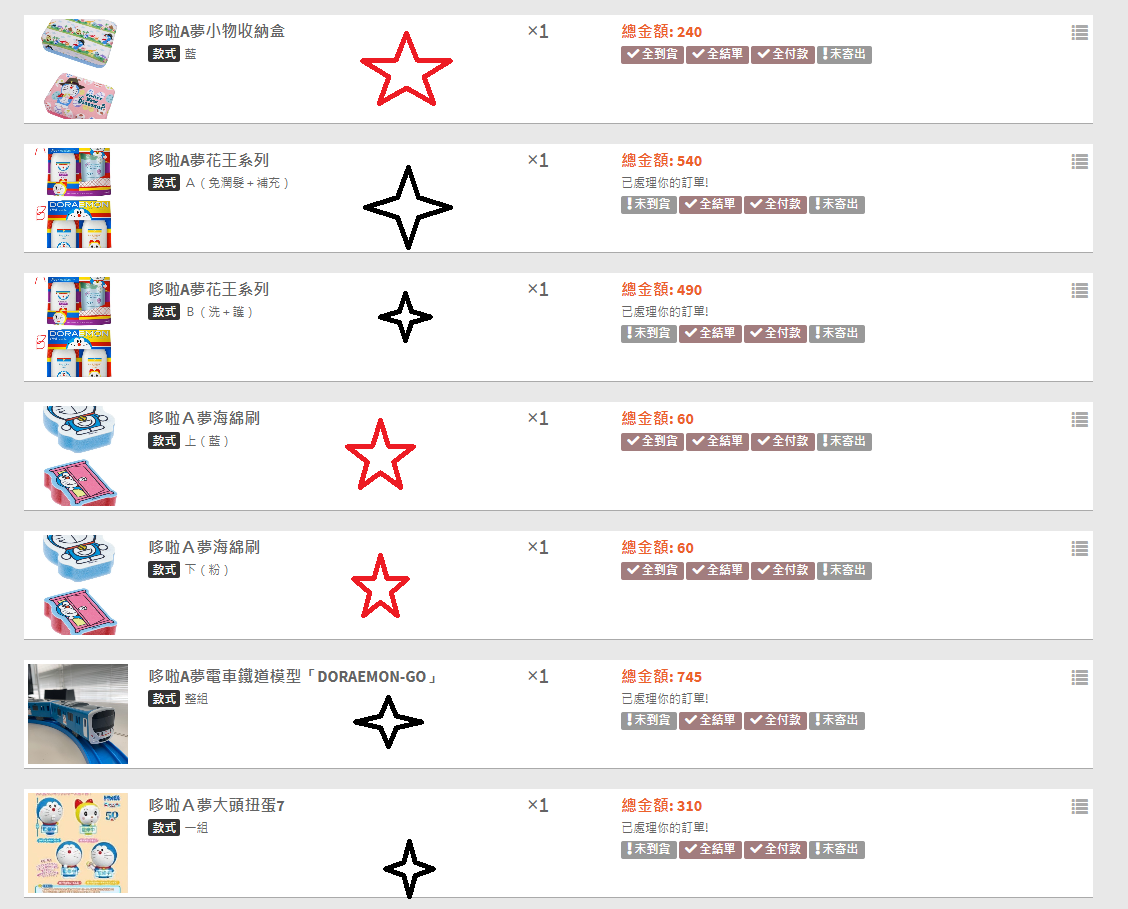 哆啦A夢小物收納盒 ×1 總金額: 240
款式 藍 全到貨 全結單 全付款 未寄出
哆啦A夢花王系列 ×1 總金額: 540
款式 A（免潤髮+補充） 已處理你的訂單!
未到貨 全結單 全付款 未寄出
哆啦A夢花王系列 ×1 總金額: 490
款式 B（洗+護） 已處理你的訂單!
未到貨 全結單 全付款 未寄出
哆啦Ａ夢海綿刷 ×1 總金額: 60
款式 上（藍） 全到貨 全結單 全付款 未寄出
哆啦Ａ夢海綿刷 ×1 總金額: 60
款式 下（粉） 全到貨 全結單 全付款 未寄出
哆啦A夢電車鐵道模型「DORAEMON-GO」 ×1 總金額: 745
款式 整組 已處理你的訂單!
未到貨 全結單 全付款 未寄出
哆啦Ａ夢大頭扭蛋7 ×1 總金額: 310
款式 一組 已處理你的訂單!
未到貨 全結單 全付款 未寄出